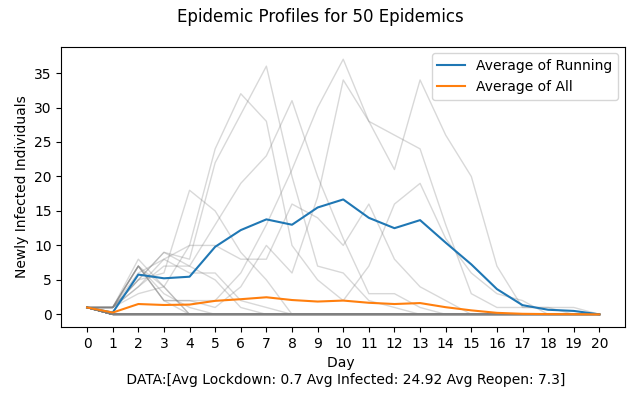 Epidemic Profiles for 50 Epidemics
Newly Infected Individuals
35
30
25
20
15
10
5
0
Average of Running
Average of All
0 1 2 3 4 5 6 7 8 9 10 11 12 13 14 15 16 17 18 19 20
Day
DATA:[Avg Lockdown: 0.7 Avg Infected: 24.92 Avg Reopen: 7.3]